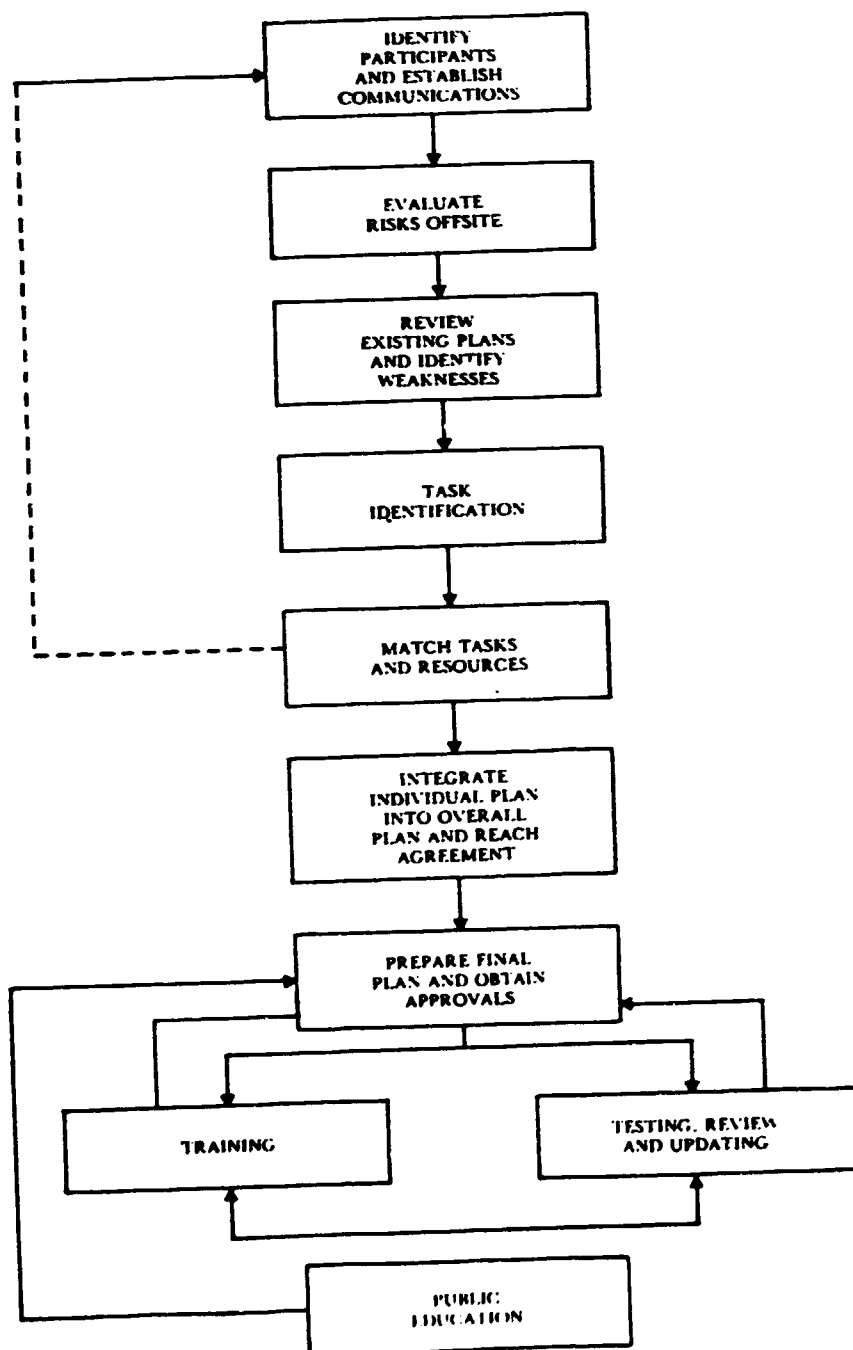 IDENTIFY
PARTICIPANTS
AND ESTABLISH
COMMUNICATIONS
EVALUATE
RISKS OFFSITE
REVIEW
EXISTING PLANS
AND IDENTIFY
WEAKNESSES
TASK
IDENTIFICATION
MATCH TASKS
AND RESOURCES
INTEGRATE
INDIVIDUAL PLAN
INTO OVERALL
PLAN AND REACH
AGREEMENT
PREPARE FINAL
PLAN AND OBTAIN
APPROVALS
TRAINING
TESTING, REVIEW
AND UPDATING
PUBLIC
EDUCATION